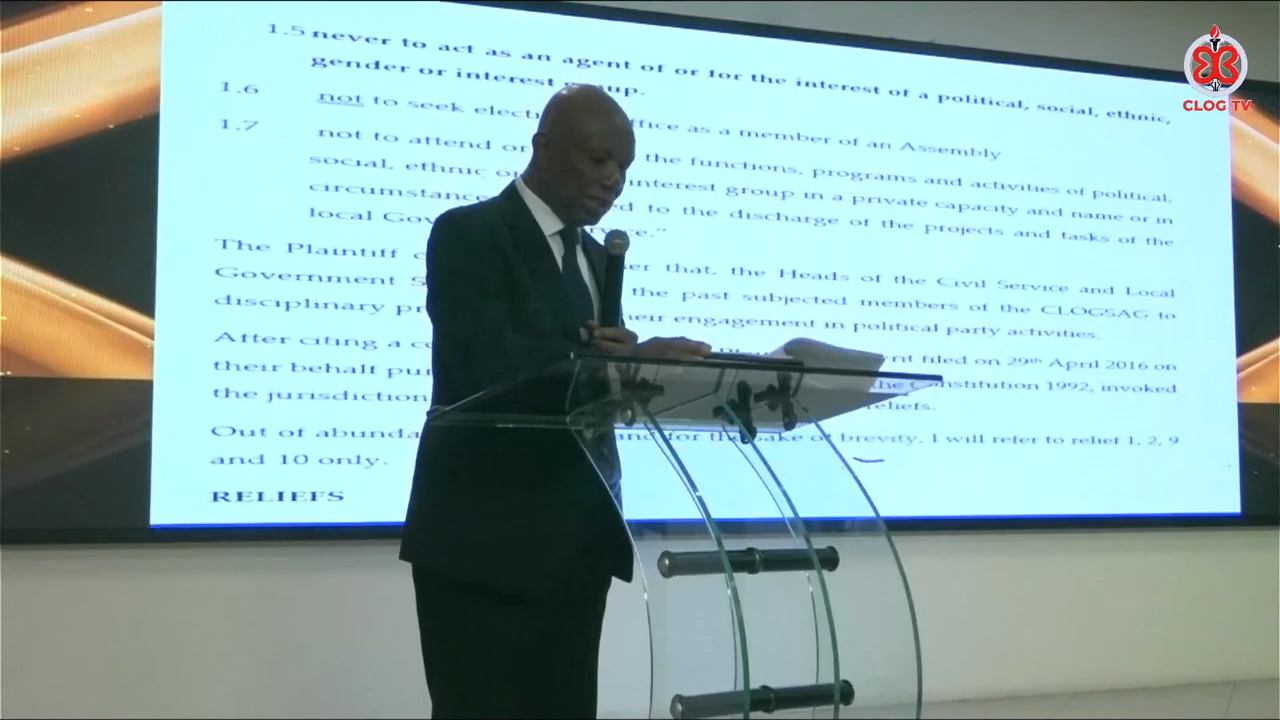 1.5 never to act as an agent of or for the interest of a political, social, ethnic,
gender or interest group.
1.6 not to seek office as a member of an Assembly
1.7 not to attend or the functions, programs and activities of political,
social, ethnic interest group in a private capacity and name or in
to the discharge of the projects and tasks of the
local
The Plaintiff that, the Heads of the Civil Service and Local
Government the past subjected members of the CLOGSAG to
disciplinary engagement in political party activities.
After citing a filed on 29th April 2016 on
their behalf Constitution 1992, invoked
the reliefs.
Out of and for the sake of brevity, I will refer to relief 1, 2, 9
and 10 only.
RELIEFS
CLOG TV